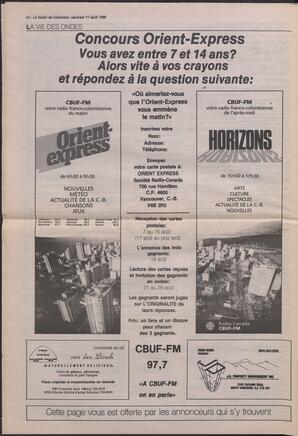 Le Soleil de Colombie, vendredi 11 août 1989
LA VIE DES ONDES
Concours Orient-Express
Vous avez entre 7 et 14 ans?
Alors vite à vos crayons
et répondez à la question suivante:
CBUF-FM
votre radio franco-colombienne
du matin
Orient-
express
de 6h00 à 9h00
NOUVELLES
MÉTÉO
ACTUALITÉ DE LA C.-B.
CHANSONS
JEUX
«Où aimeriez-vous
que l'Orient-Express
vous emmène
le matin?»
Inscrivez votre
Nom:
Adresse:
Téléphone:
Envoyez
votre carte postale à:
ORIENT EXPRESS
Société Radio-Canada
700 rue Hamilton
C.P. 4600
Vancouver, C.-B.
V6B 2R5
Réception des cartes
postales:
7 au 15 août
(17 août au plus tard)
L'annonce des indés
gagnants:
18 août
Lecture des cartes reçues
et invitation des gagnants
en ondes:
21 au 25 août
Les gagnants seront jugés
sur L'ORIGINALITÉ de
leurs réponses.
Prix: un livre et un disque
pour chacun
des 3 gagnants.
CBUF-FM
votre radio franco-colombienne
de l'après-midi
HORIZONS
de 15h00 à 17h30
ARTS
CULTURE
SPECTACLES
ACTUALITÉ DE LA C.-B.
NOUVELLES
Radio-Canada
CBUF-FM
van den Bosch
CBUF-FM
97,7
«A CBUF-FM
on en parle»
J.G. PROPERTY MANAGEMENT INC.
Cette page vous est offerte par les annonceurs qui s'y trouvent